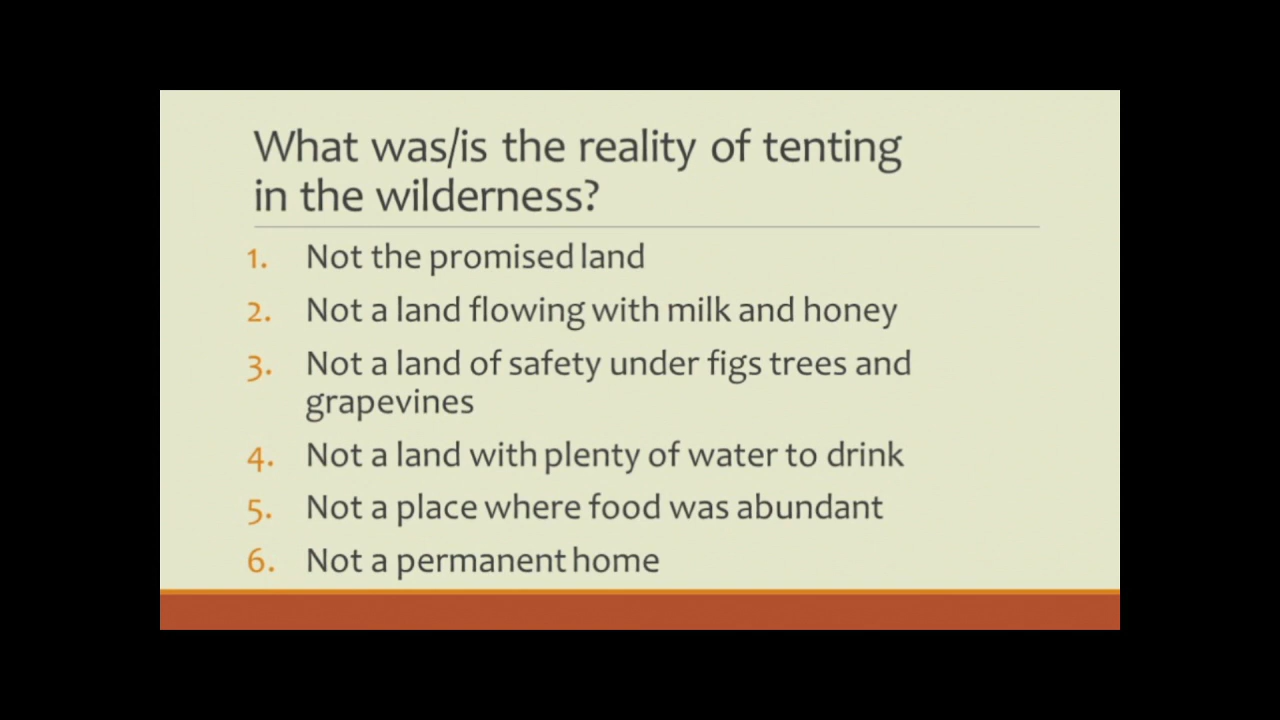 What was/is the reality of tenting
in the wilderness?
1. Not the promised land
2. Not a land flowing with milk and honey
3. Not a land of safety under figs trees and
grapevines
4. Not a land with plenty of water to drink
5. Not a place where food was abundant
6. Not a permanent home